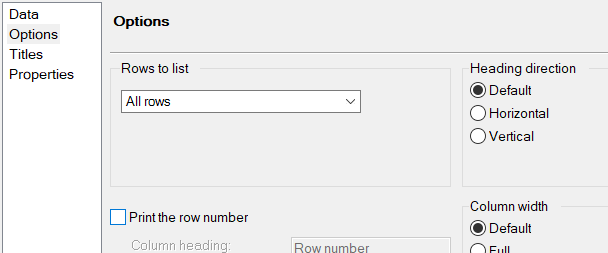 Data
Options
Titles
Properties
Options
Rows to list
All rows
Print the row number
Column heading:
Row number
Heading direction
Default
Horizontal
Vertical
Column width
Default
Full